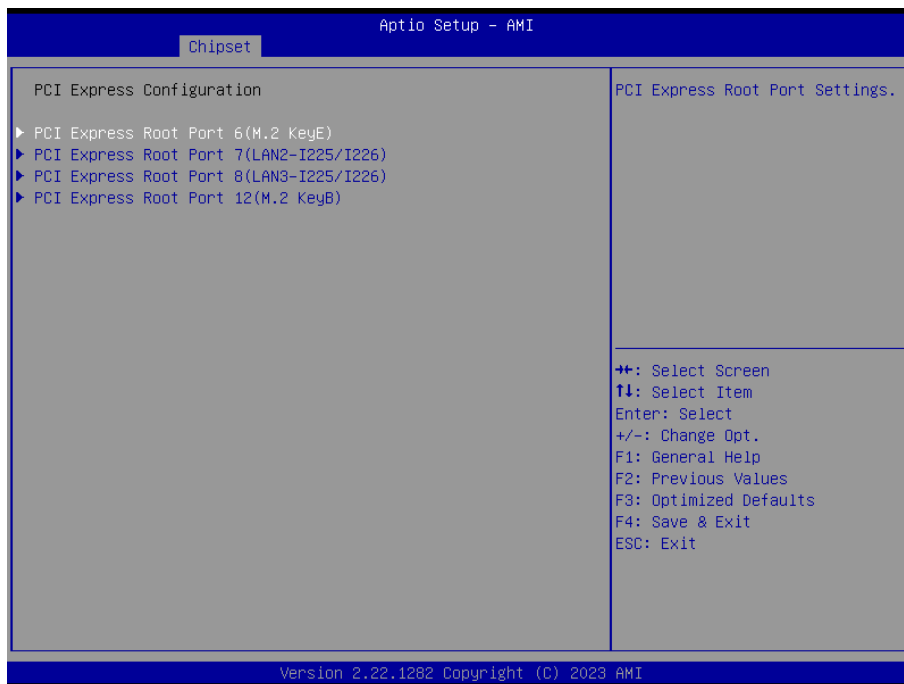 Aptio Setup – AMI
Chipset
PCI Express Configuration
PCI Express Root Port 6(M.2 KeyE)
PCI Express Root Port 7(LAN2-I225/I226)
PCI Express Root Port 8(LAN3-I225/I226)
PCI Express Root Port 12(M.2 KeyB)
PCI Express Root Port Settings.
→←: Select Screen
↑↓: Select Item
Enter: Select
+/-: Change Opt.
F1: General Help
F2: Previous Values
F3: Optimized Defaults
F4: Save & Exit
ESC: Exit
Version 2.22.1282 Copyright (C) 2023 AMI